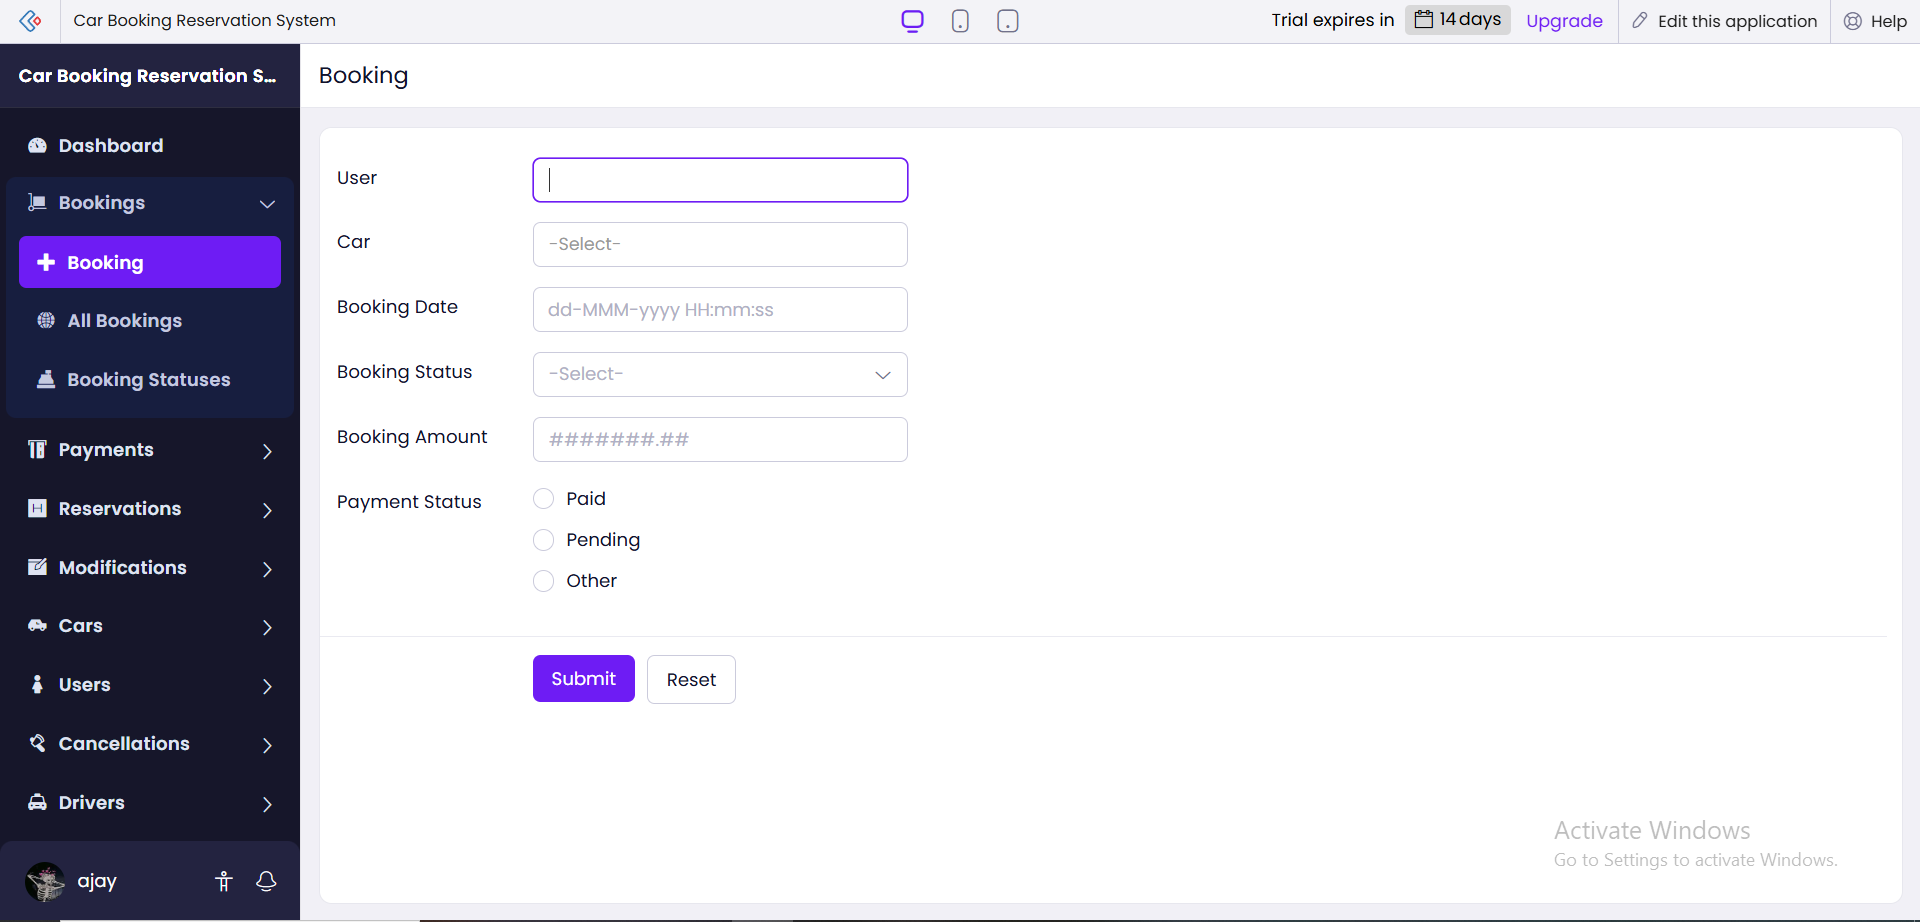 Car Booking Reservation System
Trial expires in 14 days Upgrade Edit this application Help
Car Booking Reservation S...
Booking
Dashboard
Bookings
Booking
All Bookings
Booking Statuses
Payments
Reservations
Modifications
Cars
Users
Cancellations
Drivers
ajay
User
Car -Select-
Booking Date dd-MMM-yyyy HH:mm:ss
Booking Status -Select-
Booking Amount #######.##
Payment Status Paid
Pending
Other
Submit Reset
Activate Windows
Go to Settings to activate Windows.